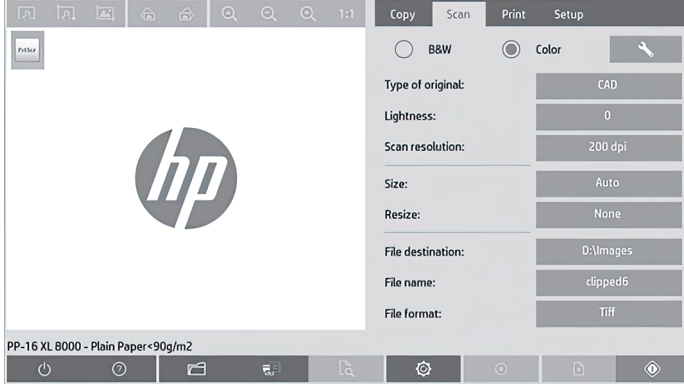 1:1
Copy Scan Print Setup
PrtScr
B&W Color
Type of original: CAD
Lightness: 0
Scan resolution: 200 dpi
Size: Auto
Resize: None
File destination: D:\Images
File name: clipped6
File format: Tiff
hp
PP-16 XL 8000 - Plain Paper<90g/m2